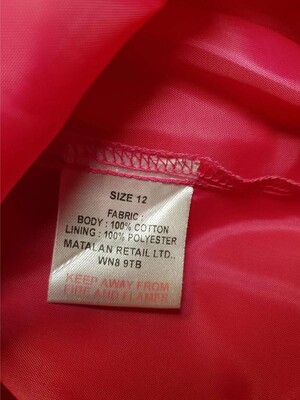 SIZE 12
FABRIC :
BODY : 100% COTTON
LINING : 100% POLYESTER
MATALAN RETAIL LTD..
WN8 9TB
KEEP AWAY FROM
FIRE AND FLAMES